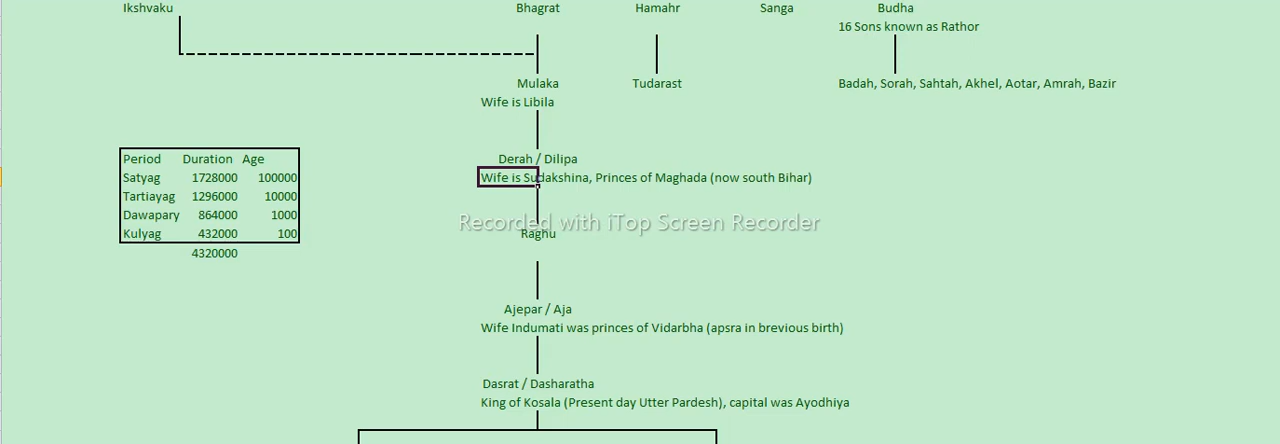 Ikshvaku Bhagrat Hamahr Sanga Budha
16 Sons known as Rathor
Mulaka Tudarast Badah, Sorah, Sahtah, Akhel, Aotar, Amrah, Bazir
Wife is Libila
Period Duration Age Derah / Dilipa
Satyag 1728000 100000 Wife is Sudakshina, Princes of Maghada (now south Bihar)
Tartiayag 1296000 10000
Dawapary 864000 1000
Recorded with iTop Screen Recorder
Kulyag 432000 100 Raghu
4320000
Ajepar / Aja
Wife Indumati was princes of Vidarbha (apsra in brevious birth)
Dasrat / Dasharatha
King of Kosala (Present day Utter Pardesh), capital was Ayodhiya